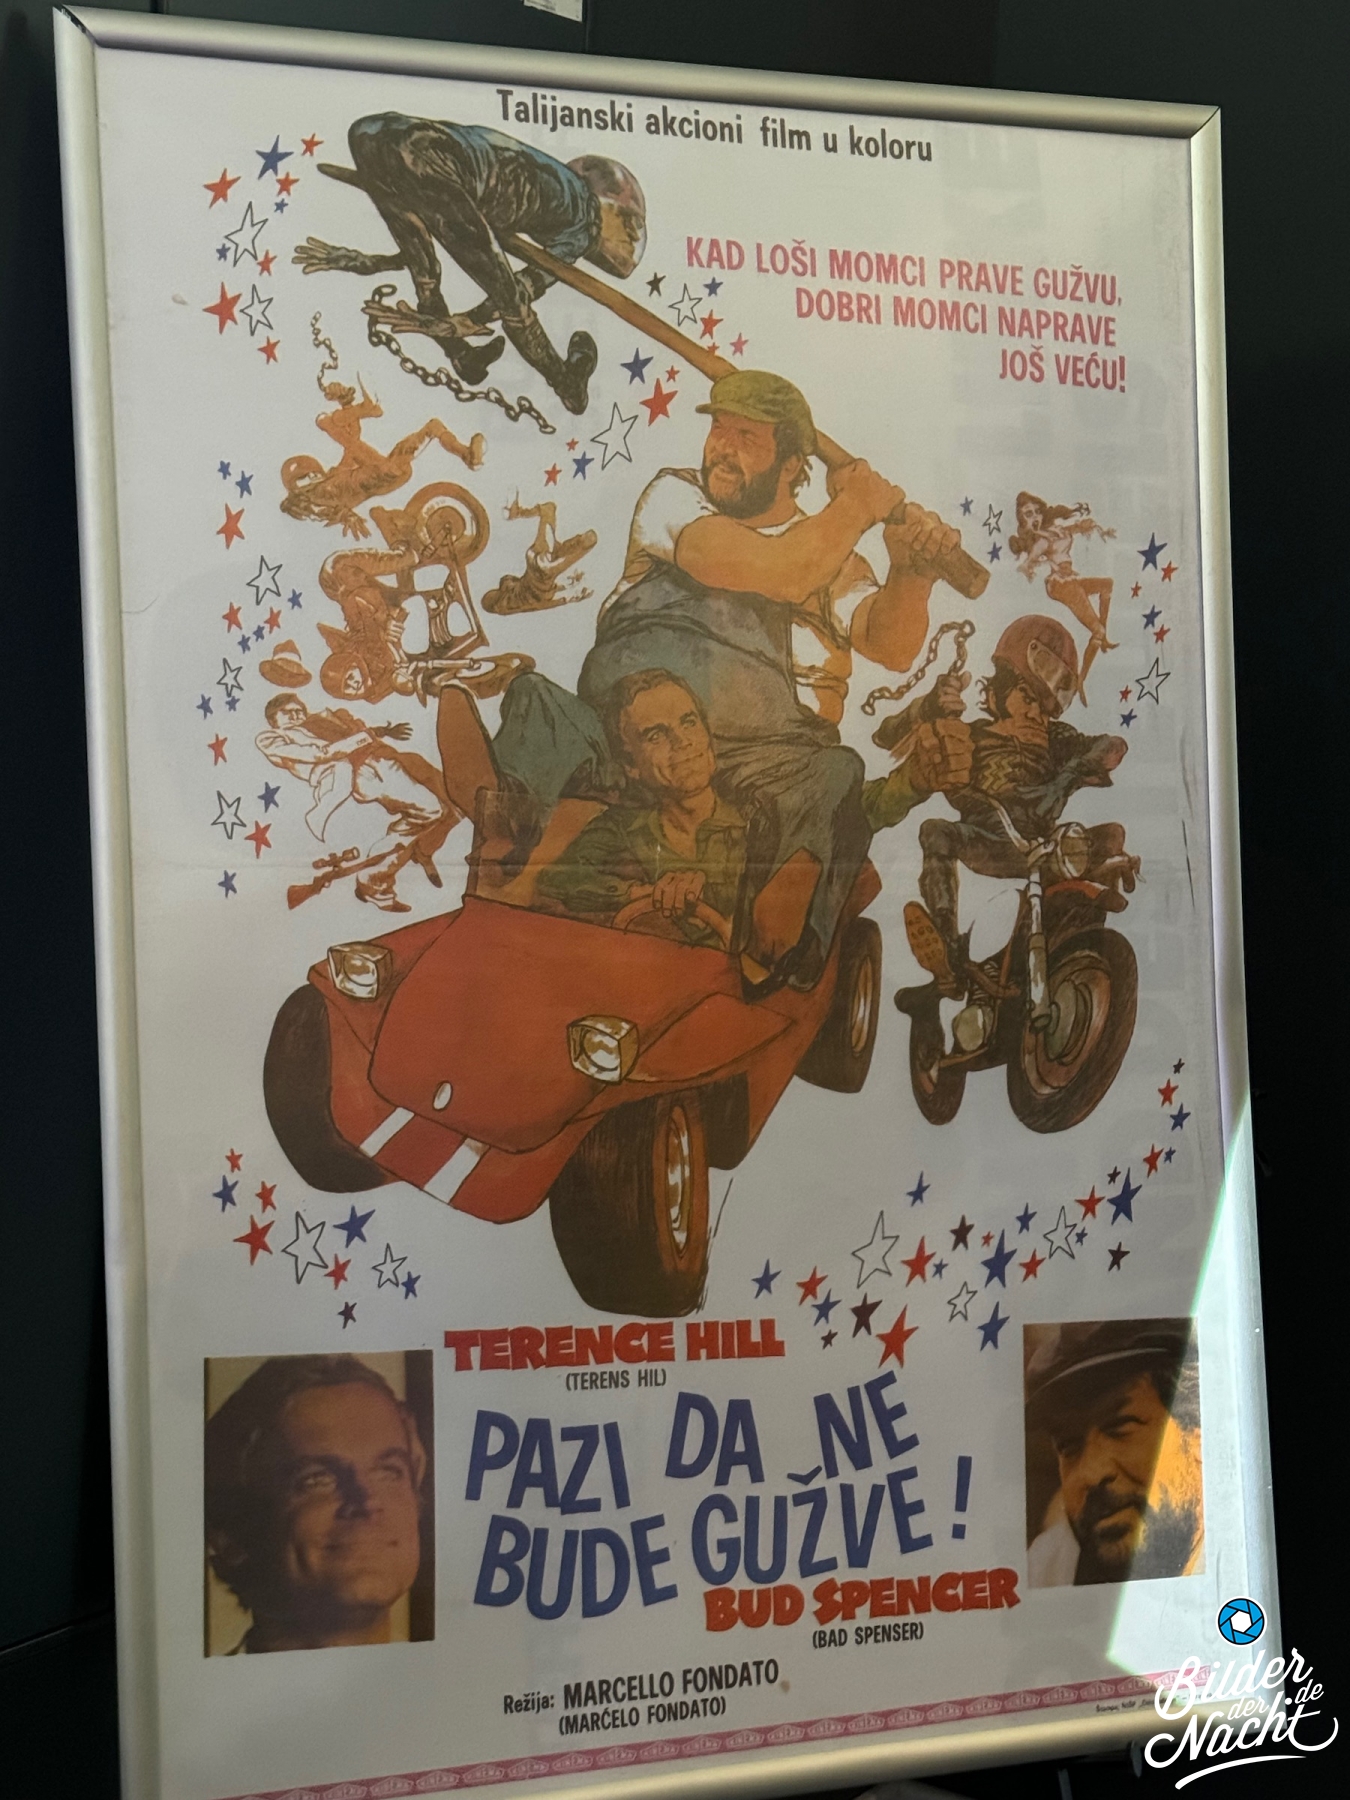 Talijanski akcioni film u koloru
KAD LOŠI MOMCI PRAVE GUŽVU,
DOBRI MOMCI NAPRAVE
JOŠ VEĆU!
TERENCE HILL
(TERENS HIL)
PAZI DA NE
BUDE GUŽVE!
BUD SPENCER
(BAD SPENSER)
Režija: MARCELLO FONDATO
(MARĆELO FONDATO)
Bilder
der
de
Nacht